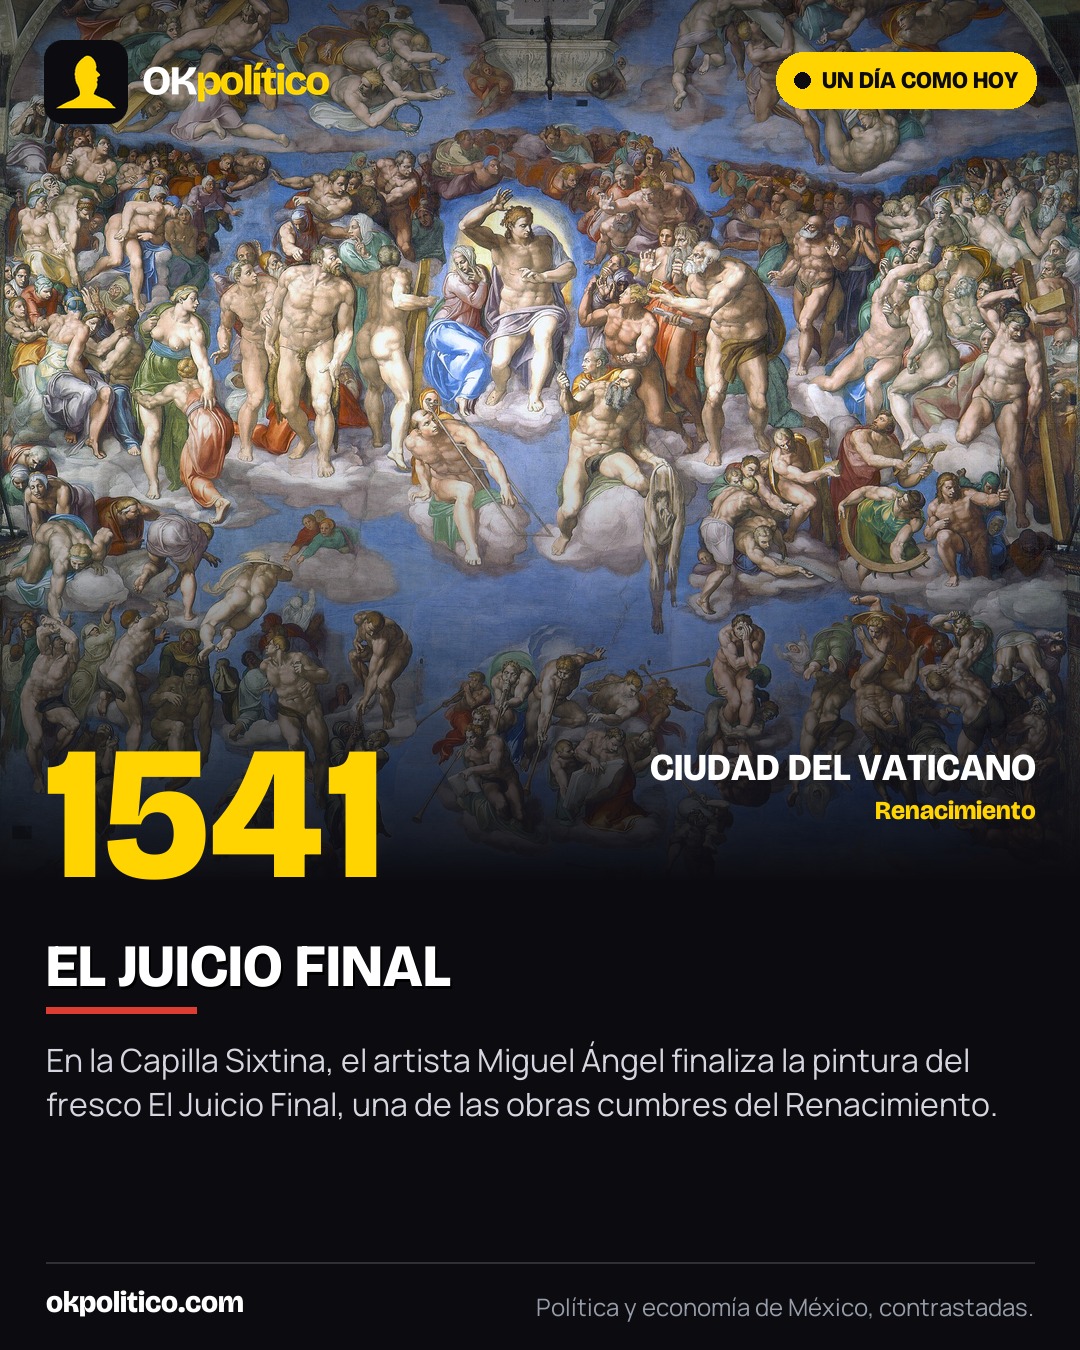 OKpolítico
UN DÍA COMO HOY
1541
CIUDAD DEL VATICANO
Renacimiento
EL JUICIO FINAL
En la Capilla Sixtina, el artista Miguel Ángel finaliza la pintura del
fresco El Juicio Final, una de las obras cumbres del Renacimiento.
okpolitico.com
Política y economía de México, contrastadas.